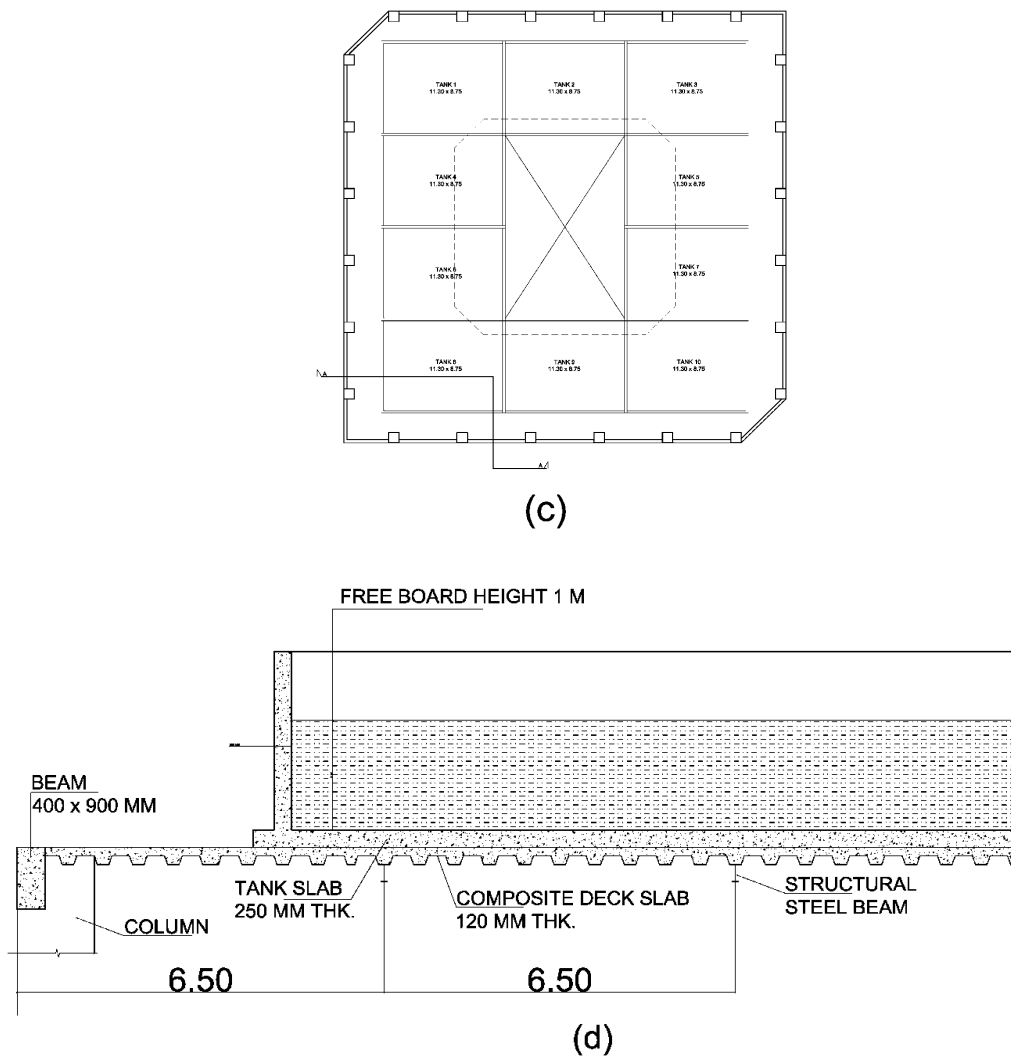 TANK 1
11.30 x 8.75
TANK 2
11.30 x 8.75
TANK 3
11.30 x 8.75
TANK 4
11.30 x 8.75
TANK 5
11.30 x 8.75
TANK 6
11.30 x 8.75
TANK 7
11.30 x 8.75
TANK 8
11.30 x 8.75
TANK 9
11.30 x 8.75
TANK 10
11.30 x 8.75
A
A
(c)
FREE BOARD HEIGHT 1 M
BEAM
400 x 900 MM
TANK SLAB
250 MM THK.
COMPOSITE DECK SLAB
120 MM THK.
STRUCTURAL
STEEL BEAM
COLUMN
6.50
6.50
(d)